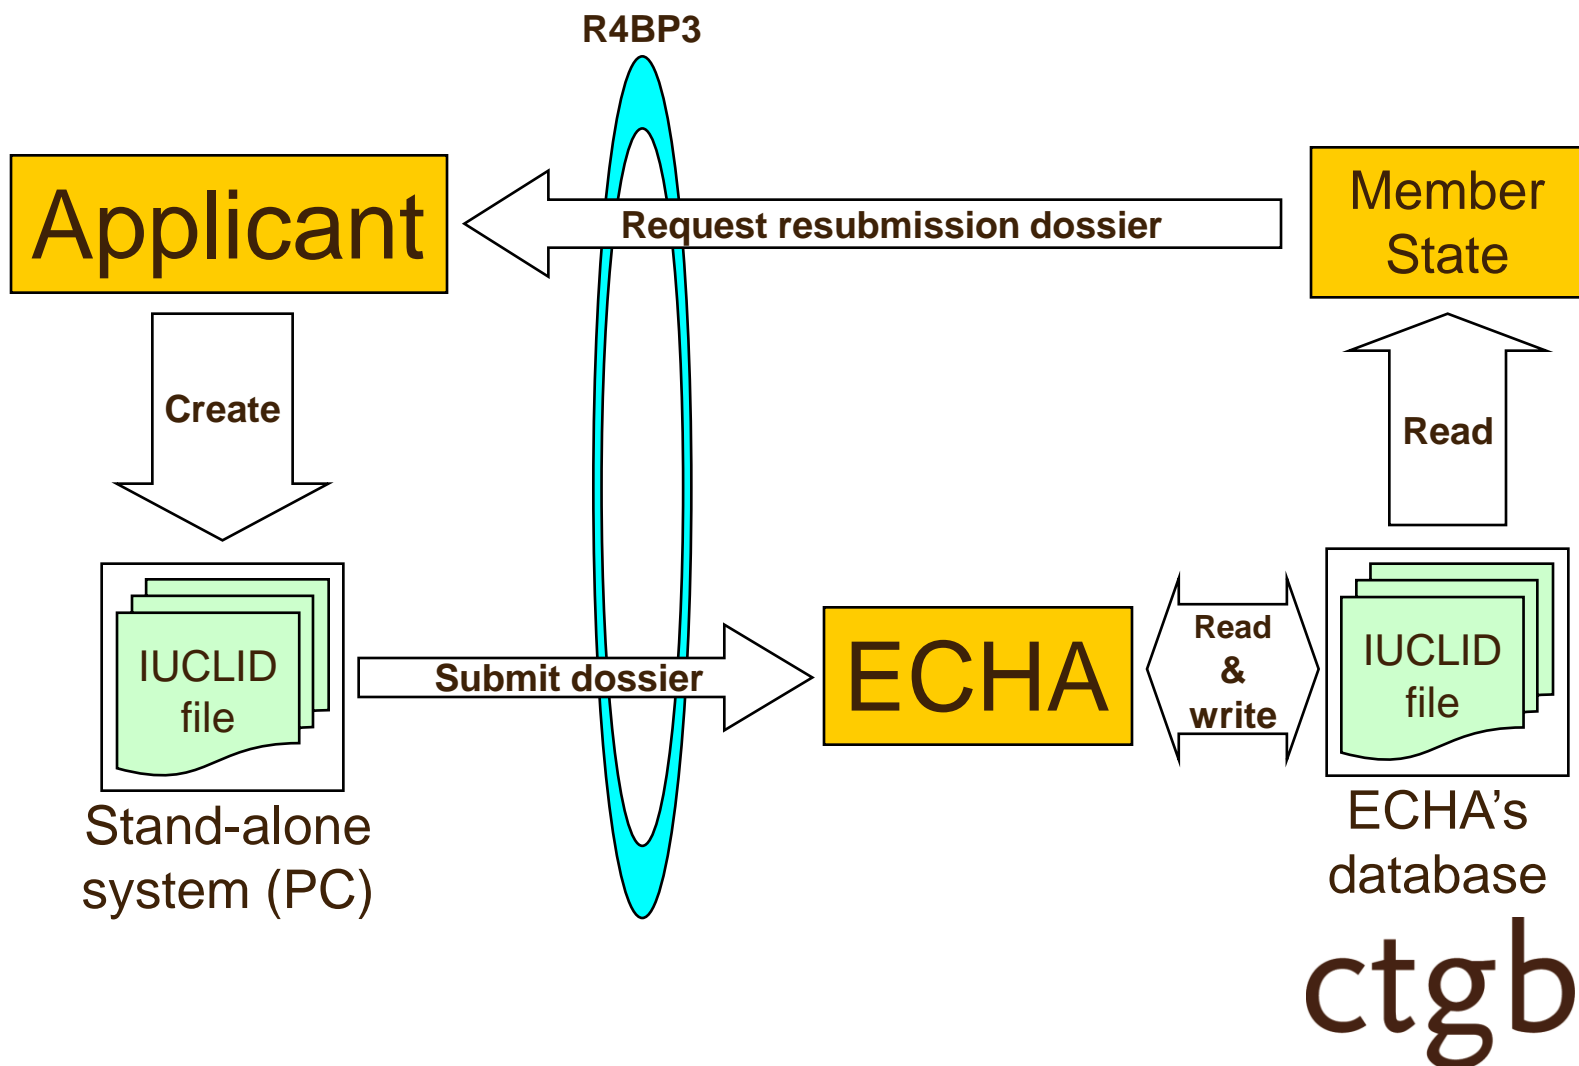 R4BP3
Applicant
Request resubmission dossier
Member
State
Create
Read
IUCLID
file
Submit dossier
ECHA
Read
&
write
IUCLID
file
Stand-alone
system (PC)
ECHA’s
database
ctgb